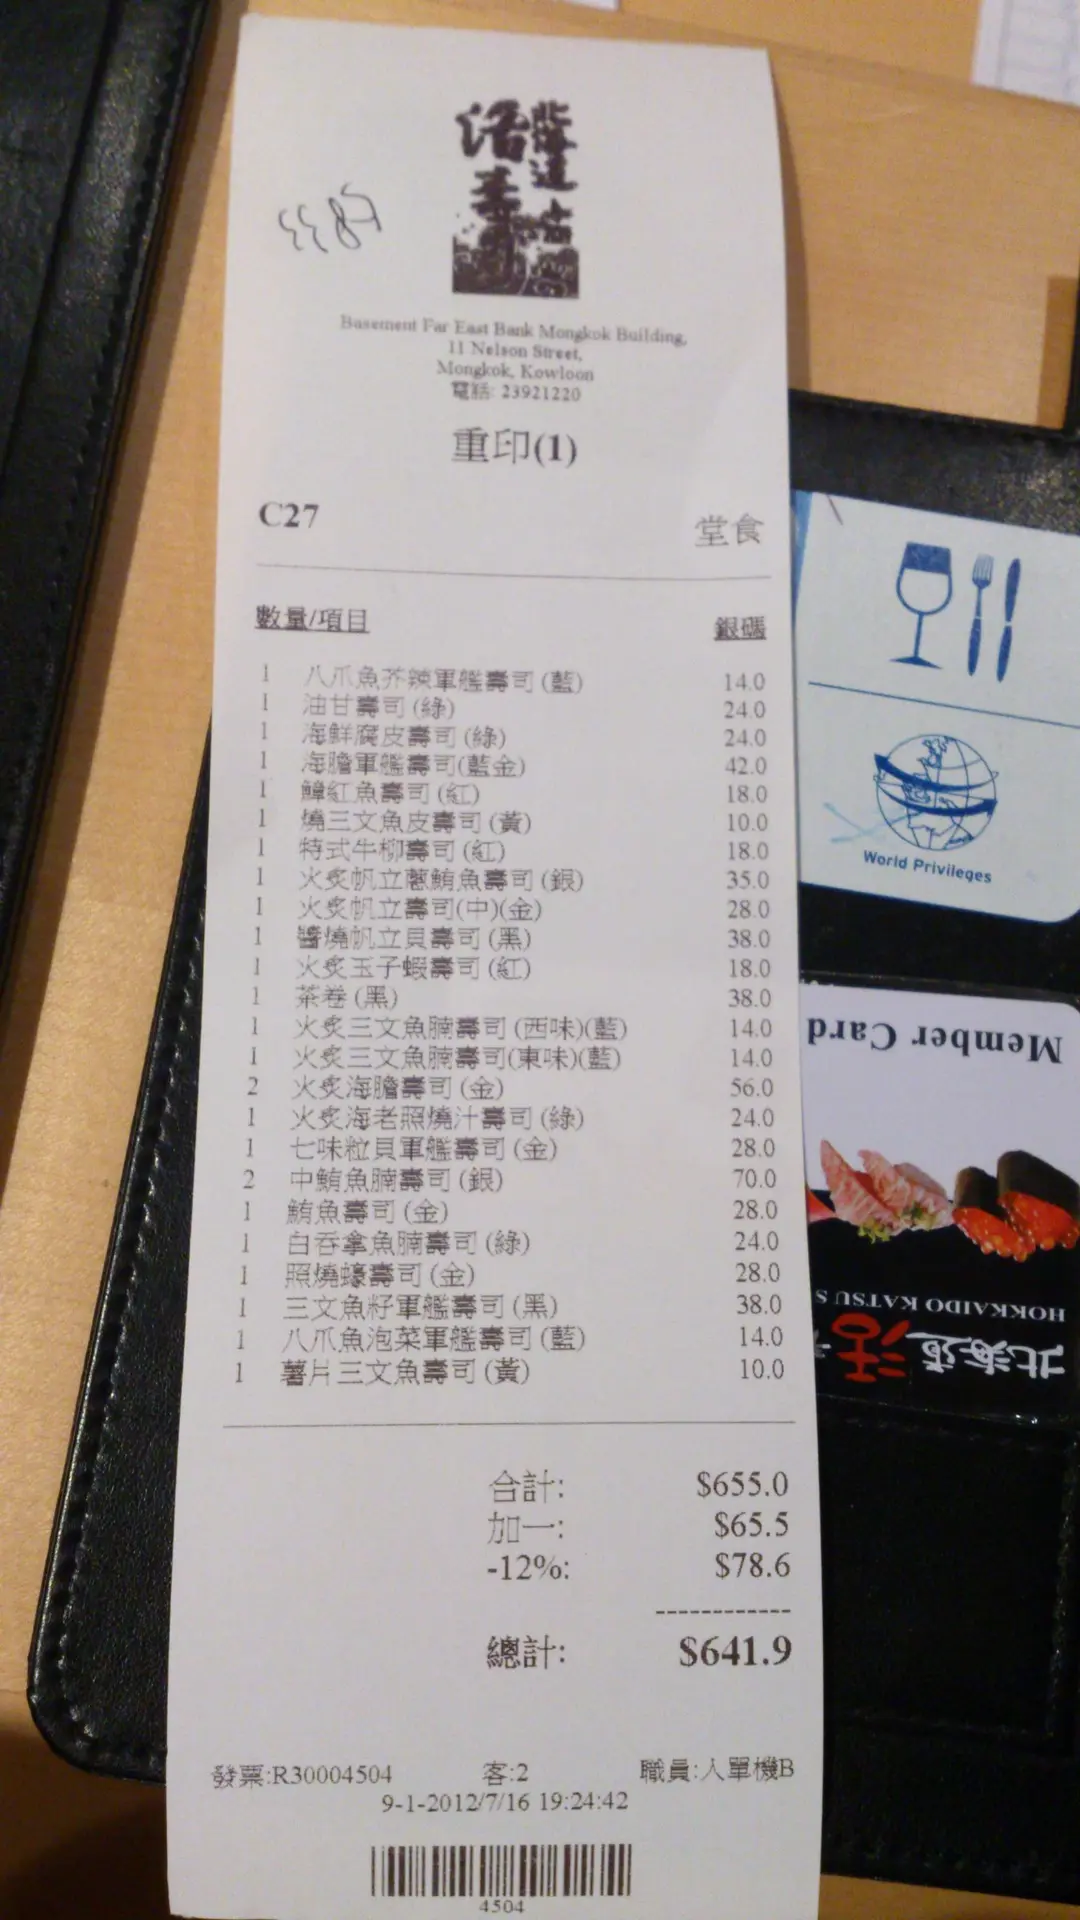 北海道
活壽司
Basement Far East Bank Mongkok Building,
11 Nelson Street,
Mongkok, Kowloon
電話: 23921220
重印(1)
C27 堂食
數量/項目 銀碼
1 八爪魚芥辣軍艦壽司 (藍) 14.0
1 油甘壽司 (綠) 24.0
1 海鮮腐皮壽司 (綠) 24.0
1 海膽軍艦壽司(藍金) 42.0
1 鱆紅魚壽司 (紅) 18.0
1 燒三文魚皮壽司 (黃) 10.0
1 特式牛柳壽司 (紅) 18.0
1 火炙帆立蔥鮪魚壽司 (銀) 35.0
1 火炙帆立壽司(中)(金) 28.0
1 醬燒帆立貝壽司 (黑) 38.0
1 火炙玉子蝦壽司 (紅) 18.0
1 茶卷 (黑) 38.0
1 火炙三文魚腩壽司 (西味)(藍) 14.0
1 火炙三文魚腩壽司(東味)(藍) 14.0
2 火炙海膽壽司 (金) 56.0
1 火炙海老照燒汁壽司 (綠) 24.0
1 七味粒貝軍艦壽司 (金) 28.0
2 中鮪魚腩壽司 (銀) 70.0
1 鮪魚壽司 (金) 28.0
1 白吞拿魚腩壽司 (綠) 24.0
1 照燒蠔壽司 (金) 28.0
1 三文魚籽軍艦壽司 (黑) 38.0
1 八爪魚泡菜軍艦壽司 (藍) 14.0
1 薯片三文魚壽司 (黃) 10.0
合計: $655.0
加一: $65.5
-12%: $78.6
總計: $641.9
發票:R30004504 客:2 職員:人單機B
9-1-2012/7/16 19:24:42
4504
World Privileges
Member Card
HOKKAIDO KATSU S
北海道 活